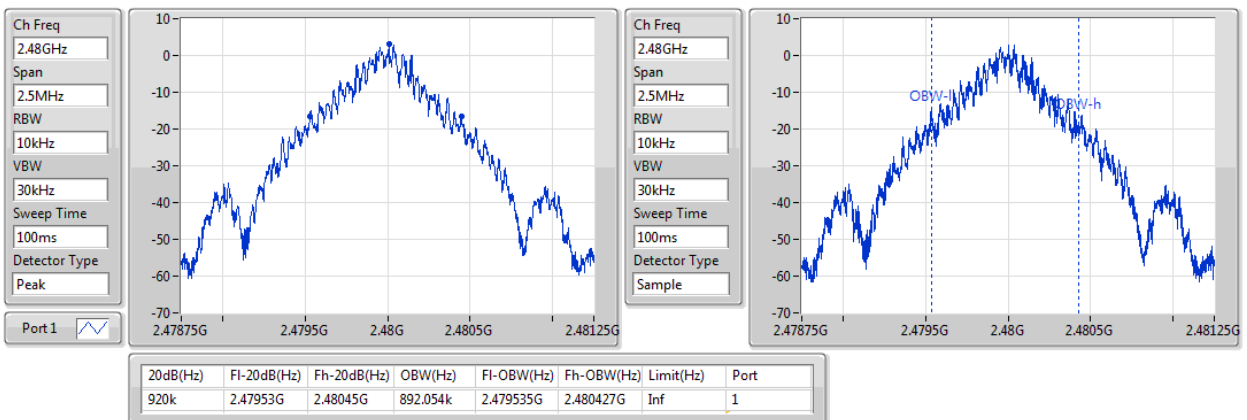 Ch Freq
2.48GHz
Span
2.5MHz
RBW
10kHz
VBW
30kHz
Sweep Time
100ms
Detector Type
Peak
Port 1
10
0
-10
-20
-30
-40
-50
-60
-70
2.47875G 2.4795G 2.48G 2.4805G 2.48125G
Ch Freq
2.48GHz
Span
2.5MHz
RBW
10kHz
VBW
30kHz
Sweep Time
100ms
Detector Type
Sample
10
0
-10
-20
-30
-40
-50
-60
-70
OBW-l
OBW-h
2.47875G 2.4795G 2.48G 2.4805G 2.48125G
20dB(Hz) Fl-20dB(Hz) Fh-20dB(Hz) OBW(Hz) Fl-OBW(Hz) Fh-OBW(Hz) Limit(Hz) Port
920k 2.47953G 2.48045G 892.054k 2.479535G 2.480427G Inf 1